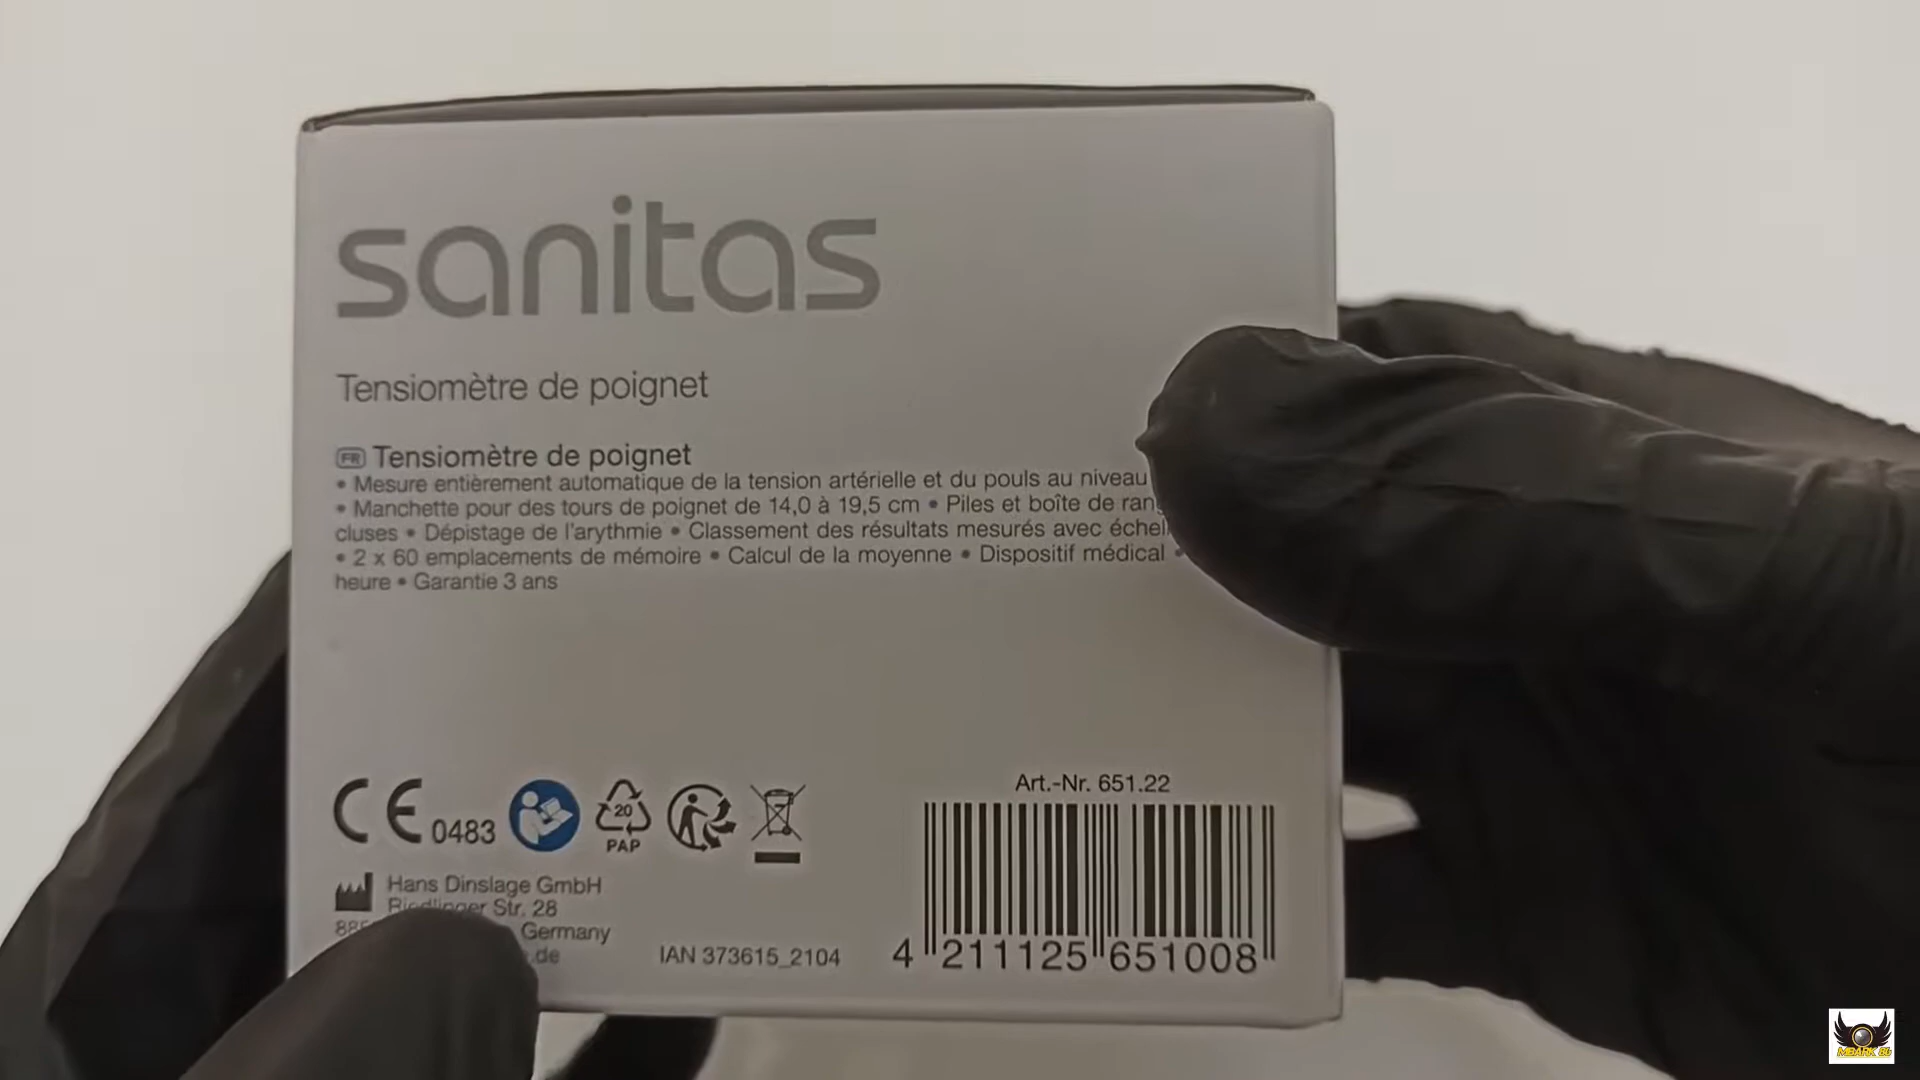 sanitas
Tensiomètre de poignet
FR Tensiomètre de poignet
• Mesure entièrement automatique de la tension artérielle et du pouls au niveau
• Manchette pour des tours de poignet de 14,0 à 19,5 cm • Piles et boîte de
cluses • Dépistage de l'arythmie • Classement des résultats mesurés avec
• 2 x 60 emplacements de mémoire • Calcul de la moyenne • Dispositif médical •
heure • Garantie 3 ans
Art.-Nr. 651.22
CE 0483
20
PAP
Hans Dinslage GmbH
Riedlinger Str. 28
Germany
.de
IAN 373615_2104
4 211125 651008
MBARK BG